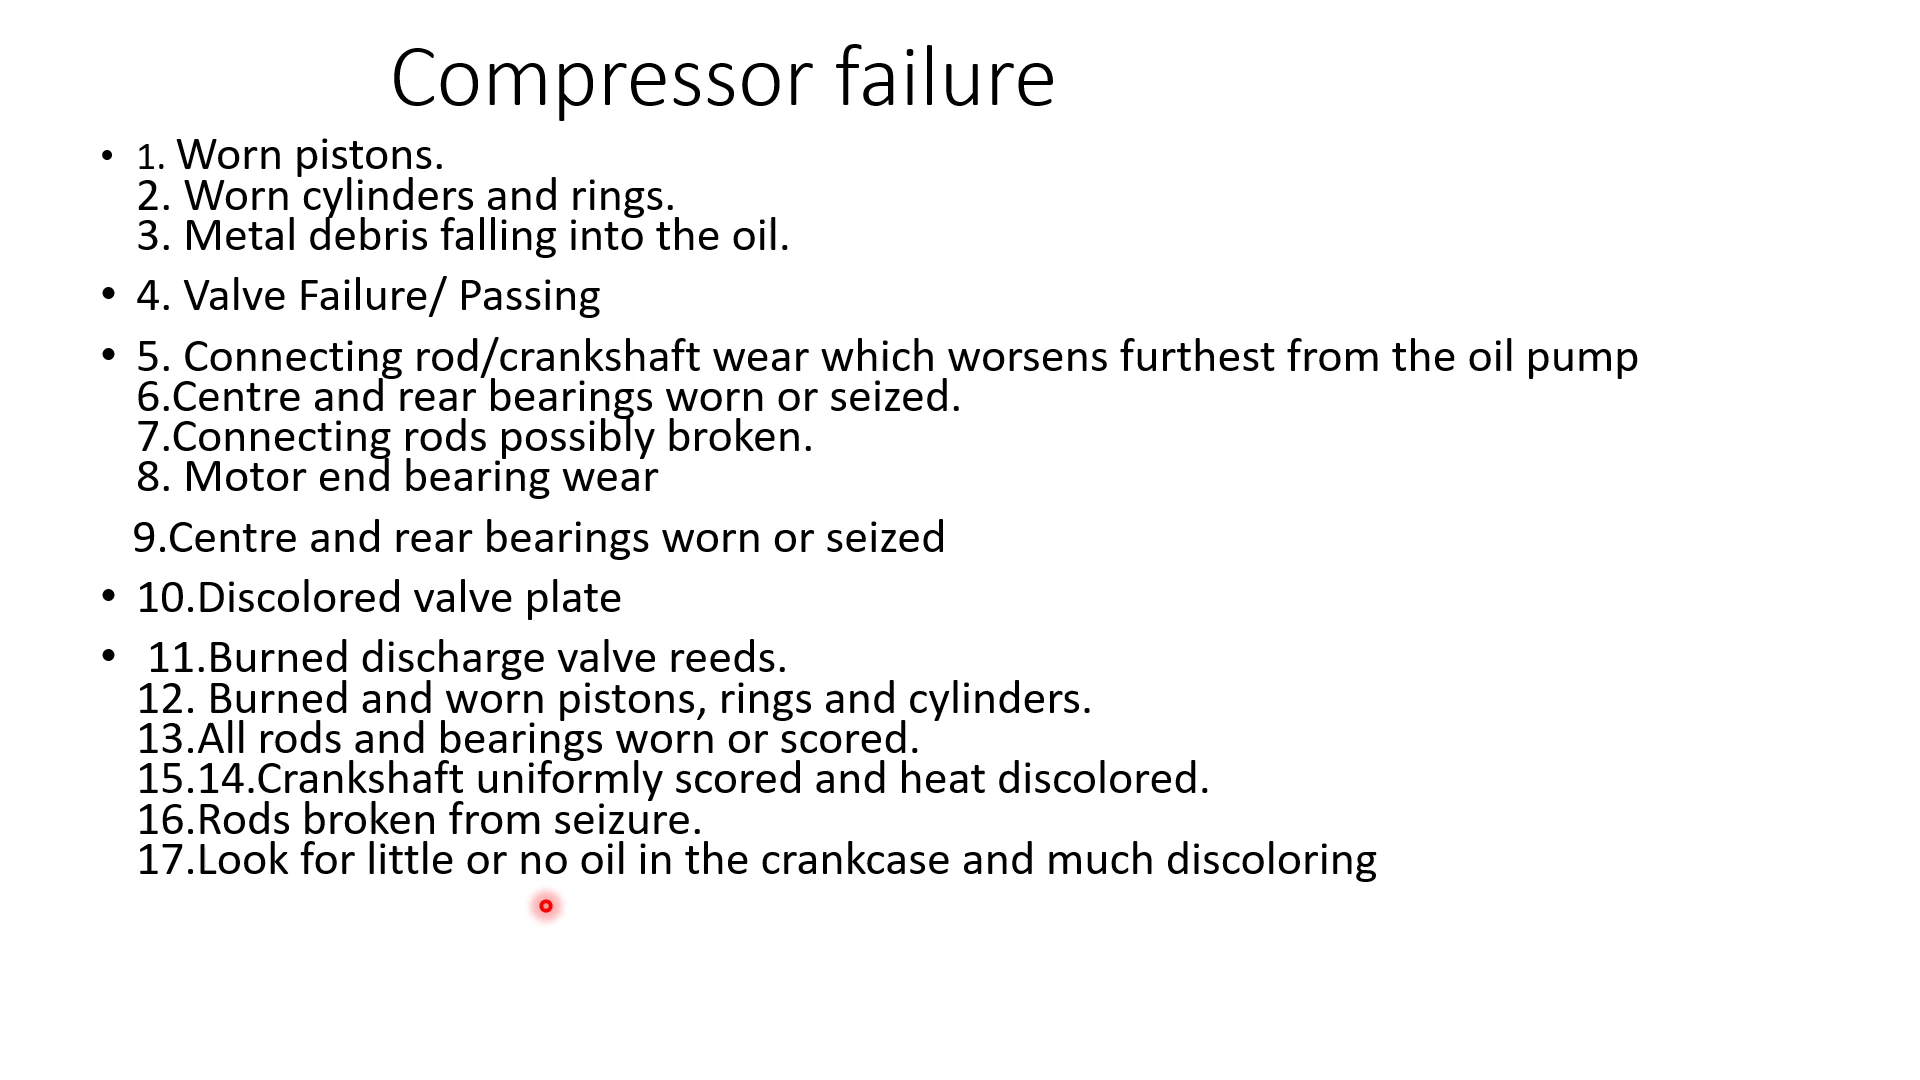 Compressor failure
• 1. Worn pistons.
2. Worn cylinders and rings.
3. Metal debris falling into the oil.
• 4. Valve Failure/ Passing
• 5. Connecting rod/crankshaft wear which worsens furthest from the oil pump
6.Centre and rear bearings worn or seized.
7.Connecting rods possibly broken.
8. Motor end bearing wear
9.Centre and rear bearings worn or seized
• 10.Discolored valve plate
• 11.Burned discharge valve reeds.
12. Burned and worn pistons, rings and cylinders.
13.All rods and bearings worn or scored.
15.14.Crankshaft uniformly scored and heat discolored.
16.Rods broken from seizure.
17.Look for little or no oil in the crankcase and much discoloring